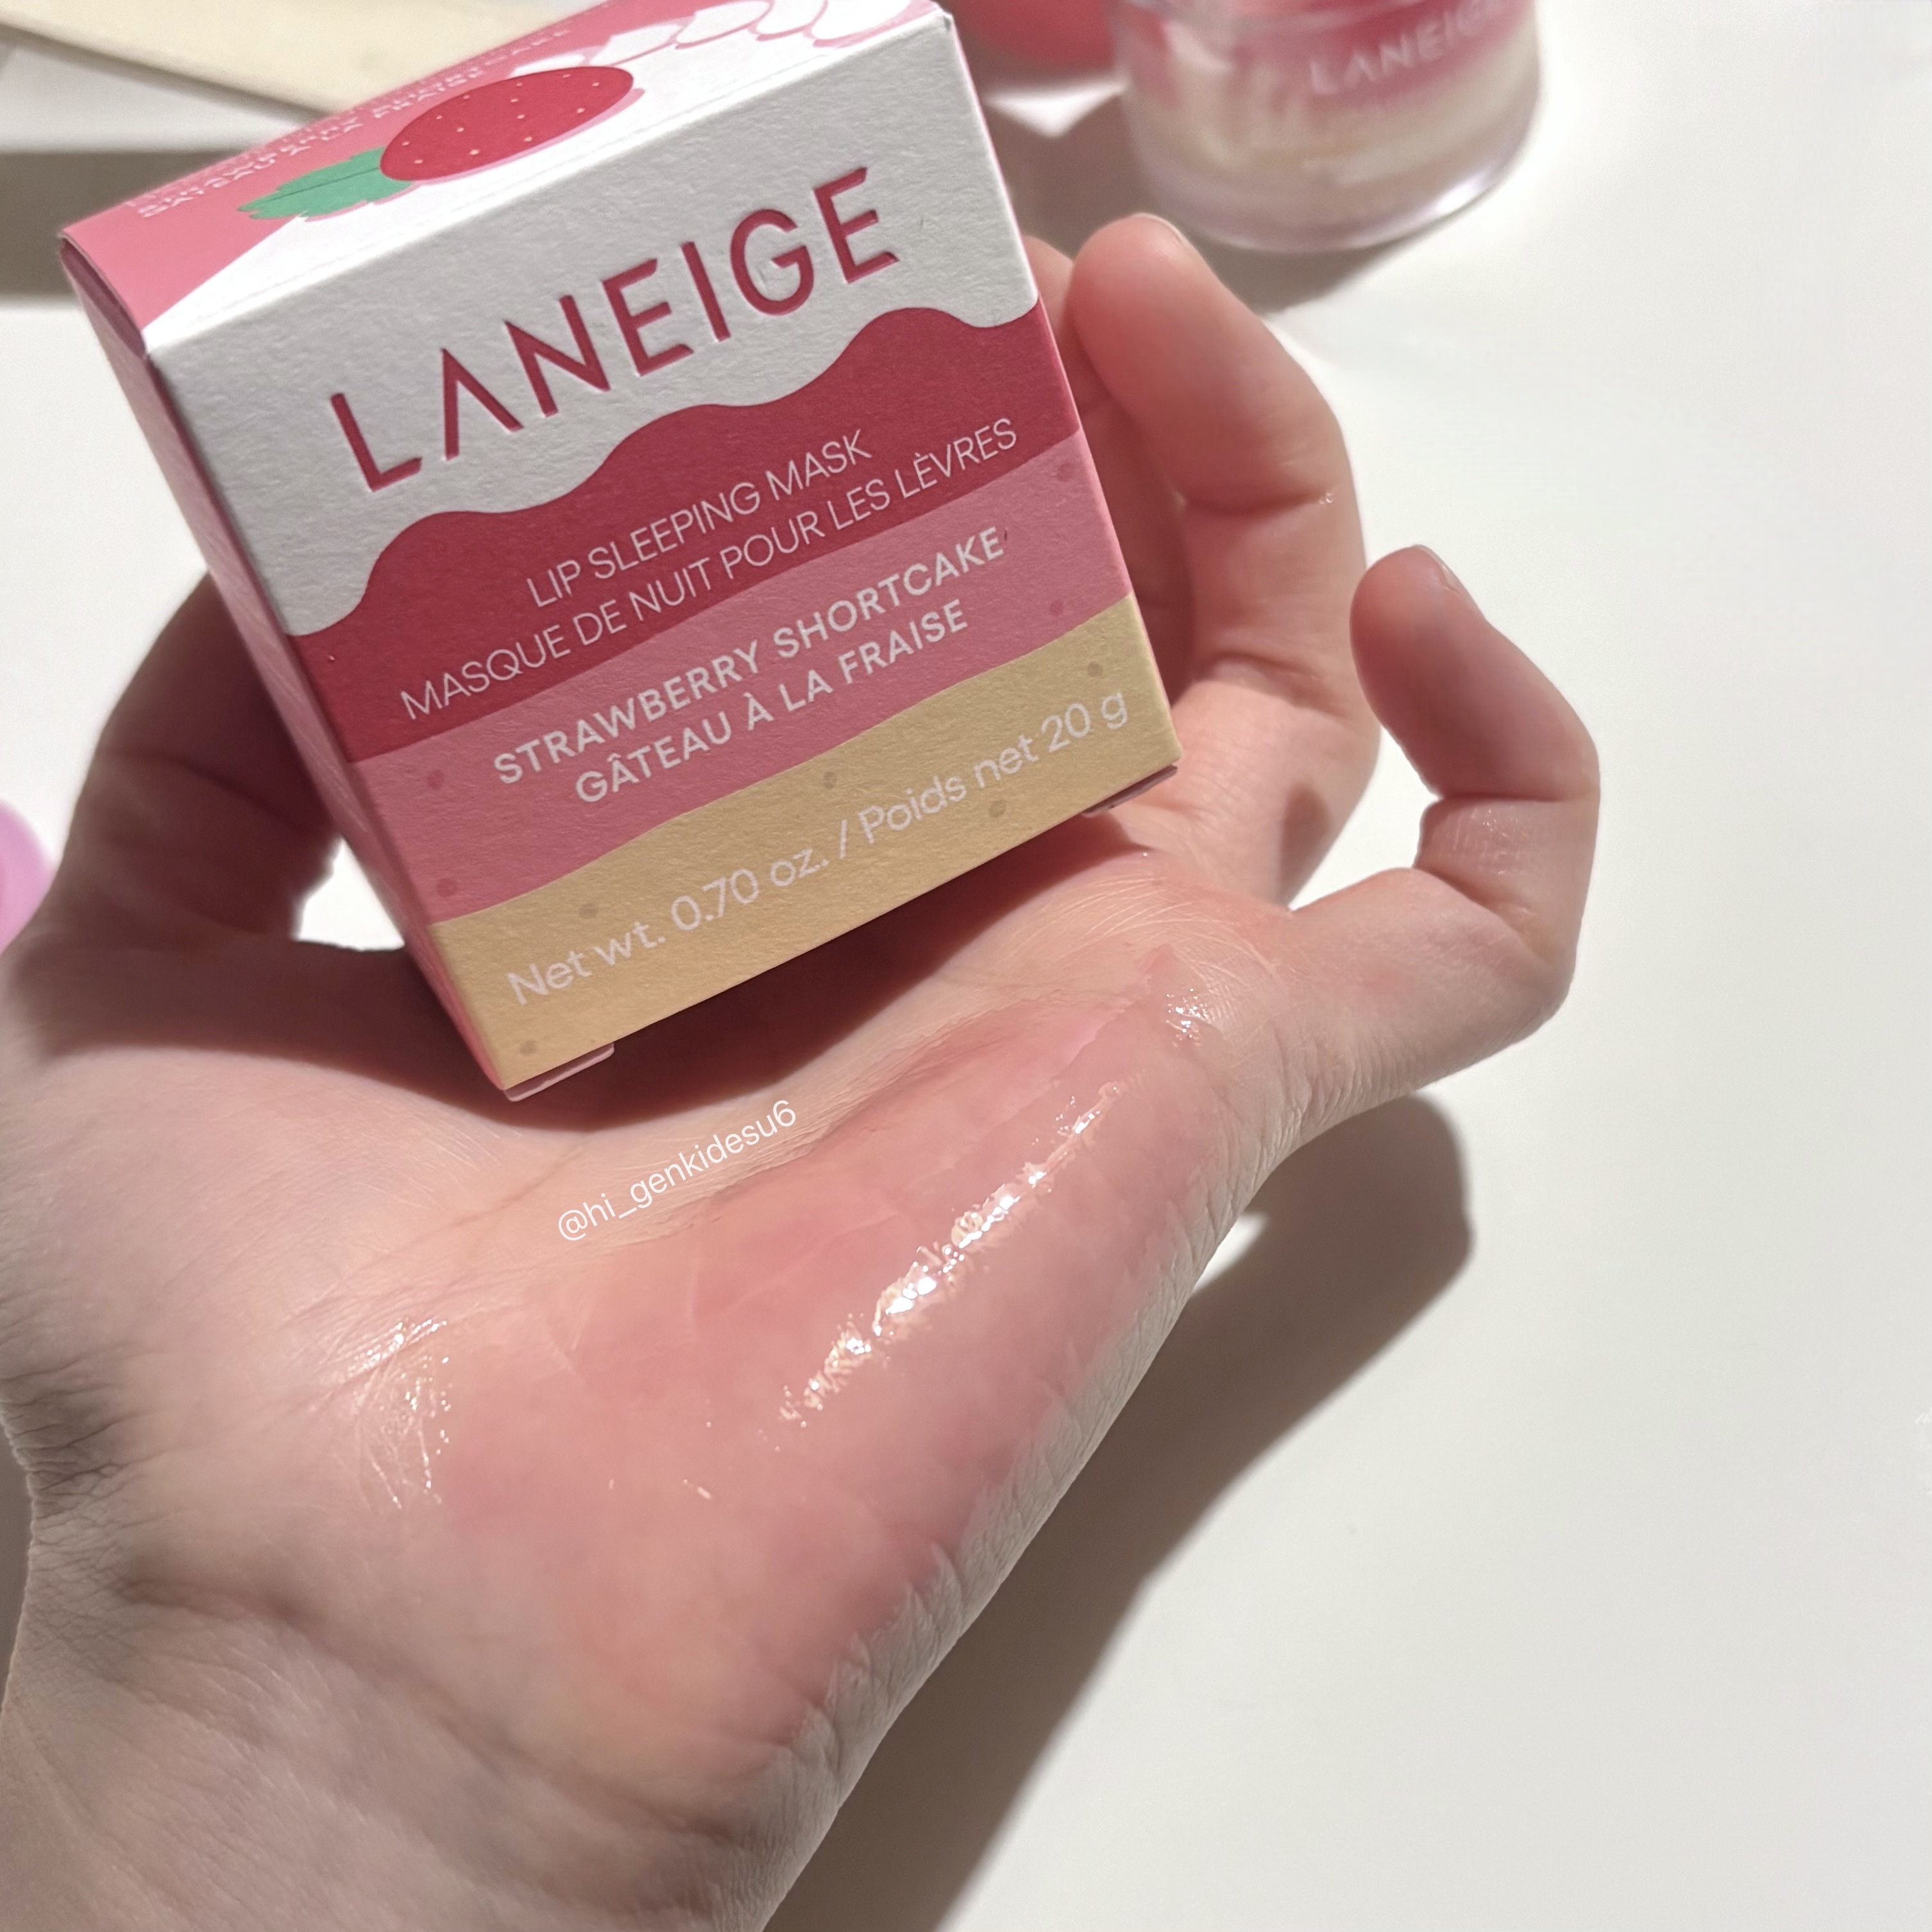 LANEIGE
LIP SLEEPING MASK
MASQUE DE NUIT POUR LES LÈVRES
STRAWBERRY SHORTCAKE
GÂTEAU À LA FRAISE
Net wt. 0.70 oz. / Poids net 20 g
LANEIGE
@hi_genkidesu6